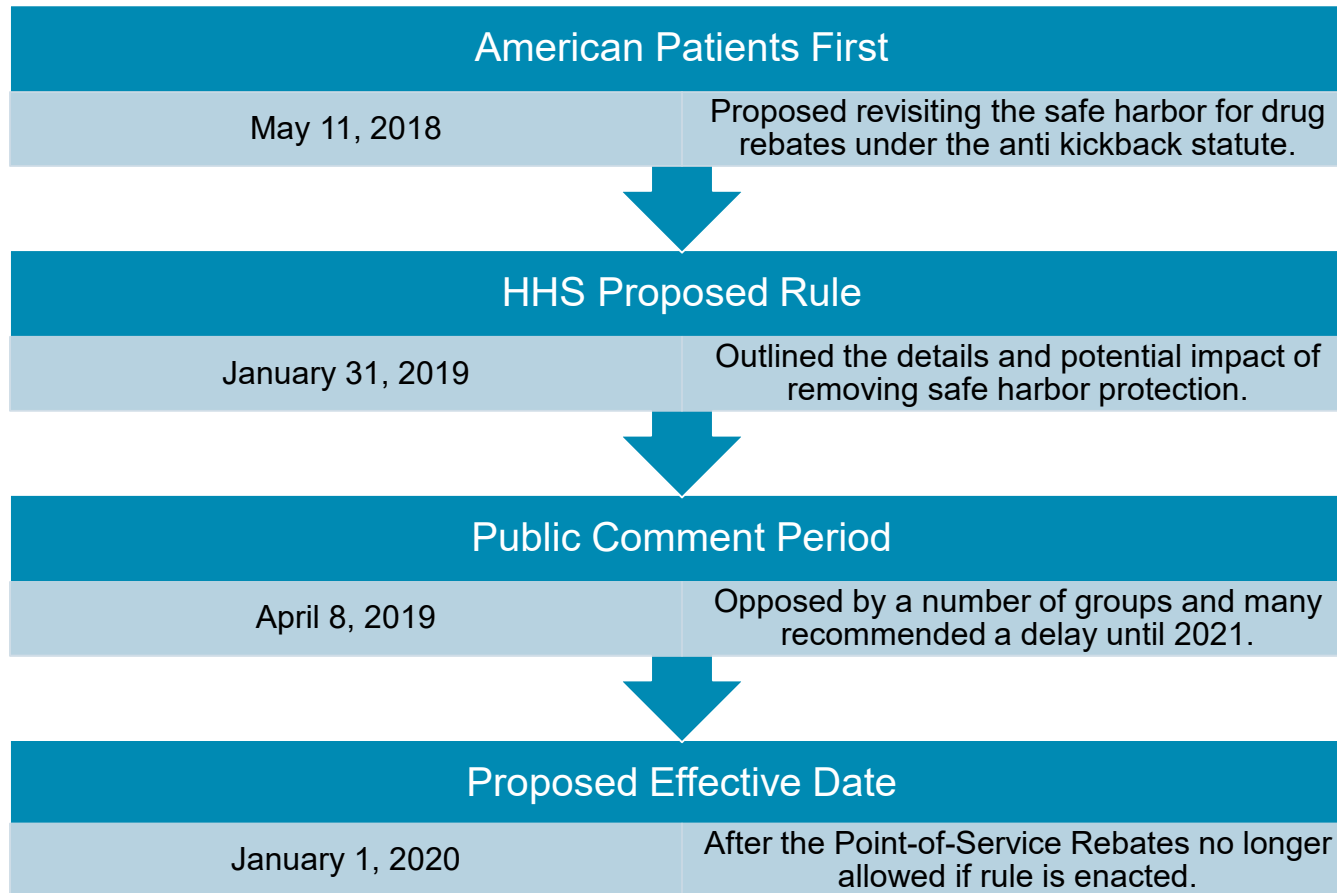 American Patients First
May 11, 2018
Proposed revisiting the safe harbor for drug
rebates under the anti kickback statute.
HHS Proposed Rule
January 31, 2019
Outlined the details and potential impact of
removing safe harbor protection.
Public Comment Period
April 8, 2019
Opposed by a number of groups and many
recommended a delay until 2021.
Proposed Effective Date
January 1, 2020
After the Point-of-Service Rebates no longer
allowed if rule is enacted.